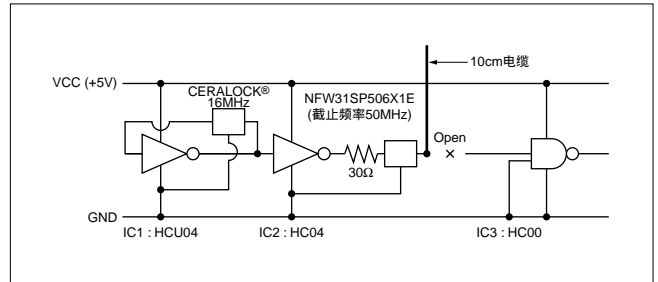 10cm电缆
VCC (+5V)
CERALOCK®
16MHz
NFW31SP506X1E
(截止频率50MHz)
Open
×
30Ω
GND
IC1 : HCU04
IC2 : HC04
IC3 : HC00